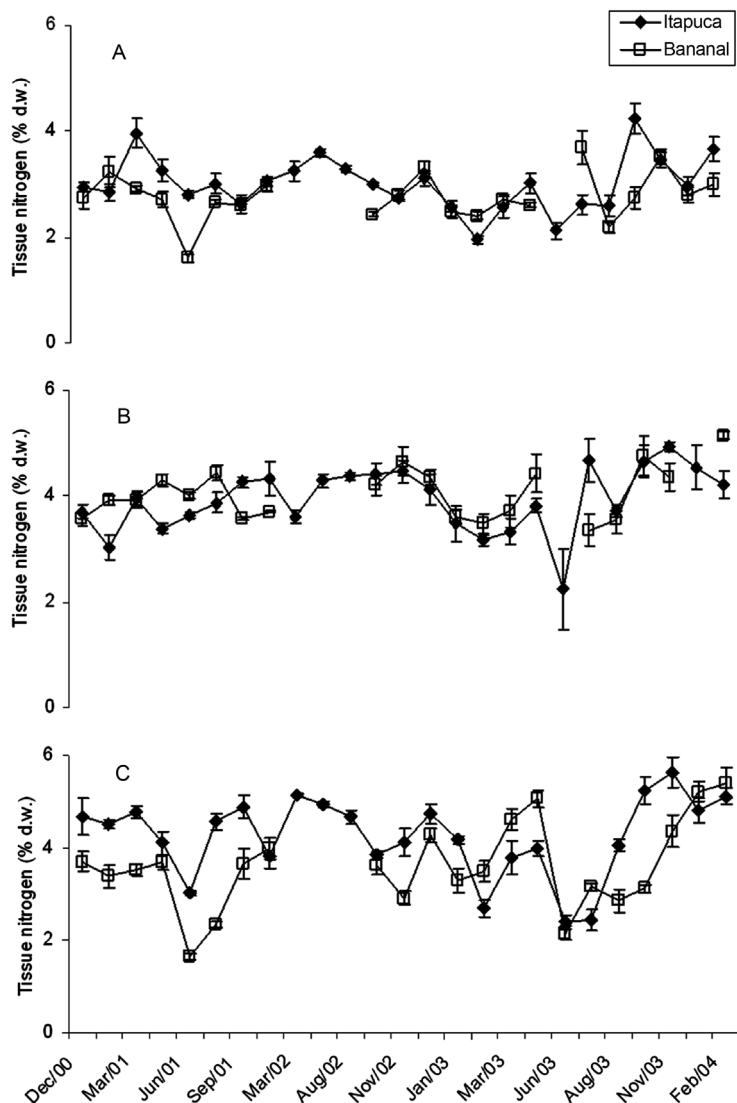 Itapuca
Bananal
A
Tissue nitrogen (% d.w.)
6
4
2
0
B
Tissue nitrogen (% d.w.)
6
4
2
0
C
Tissue nitrogen (% d.w.)
6
4
2
0
Dec/00
Mar/01
Jun/01
Sep/01
Mar/02
Aug/02
Nov/02
Jan/03
Mar/03
Jun/03
Aug/03
Nov/03
Feb/04